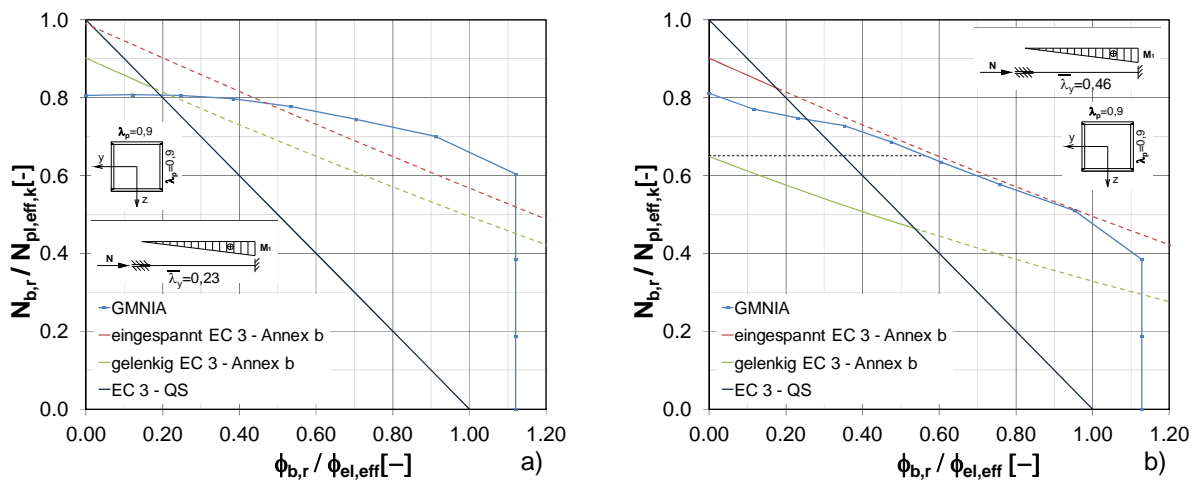 N_b,r / N_pl,eff,k[–]
1.0
0.8
0.6
0.4
0.2
0.0
λ_p=0,9
λ_p=0,9
y
z
M₁
N
λ̅_y=0,23
GMNIA
eingespannt EC 3 - Annex b
gelenkig EC 3 - Annex b
EC 3 - QS
0.00 0.20 0.40 0.60 0.80 1.00 1.20
ϕ_b,r / ϕ_el,eff[–]
a)
N_b,r / N_pl,eff,k[–]
1.0
0.8
0.6
0.4
0.2
0.0
M₁
N
λ̅_y=0,46
λ_p=0,9
λ_p=0,9
y
z
GMNIA
eingespannt EC 3 - Annex b
gelenkig EC 3 - Annex b
EC 3 - QS
0.00 0.20 0.40 0.60 0.80 1.00 1.20
ϕ_b,r / ϕ_el,eff [–]
b)